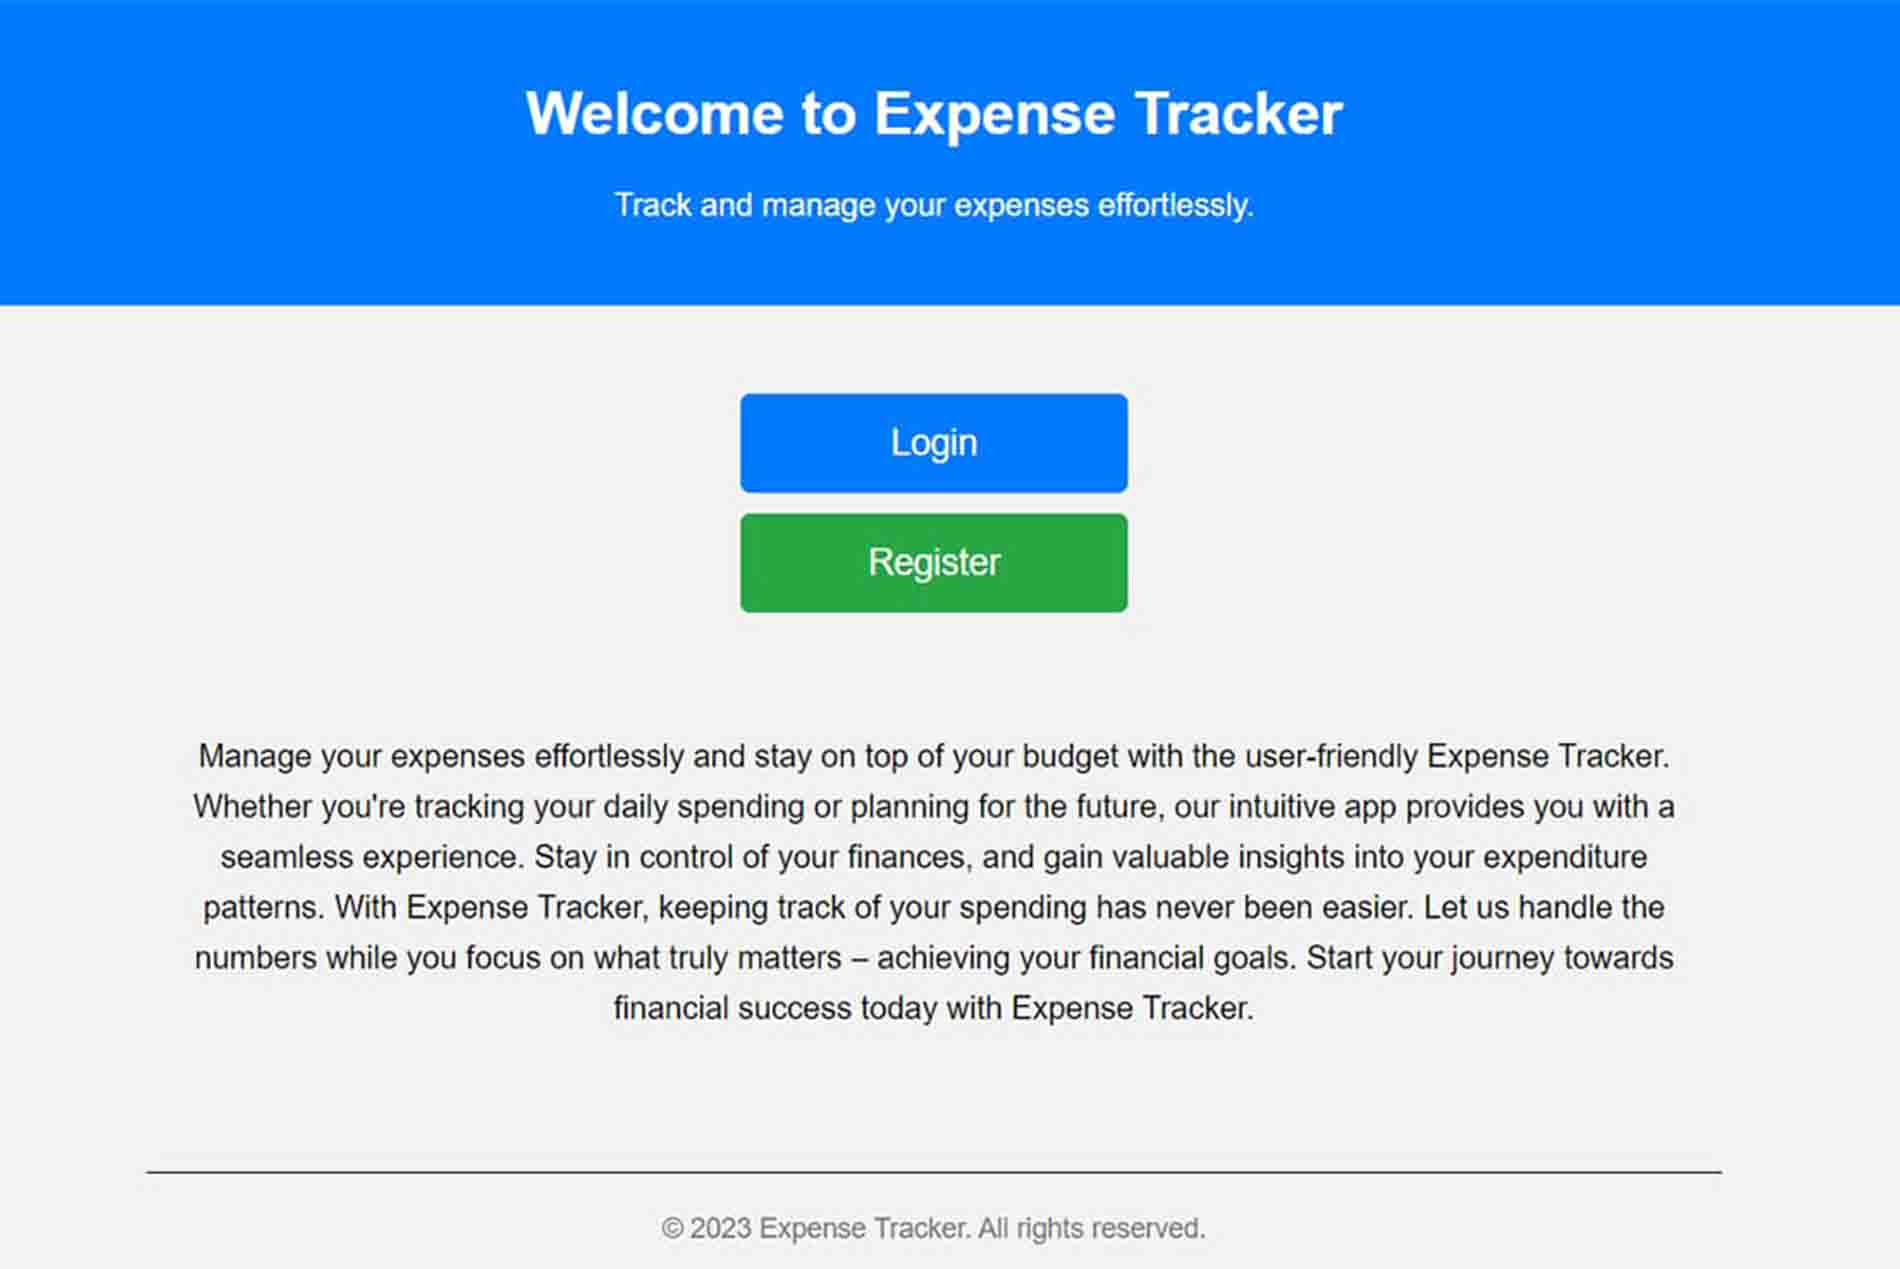 Welcome to Expense Tracker
Track and manage your expenses effortlessly.
Login
Register
Manage your expenses effortlessly and stay on top of your budget with the user-friendly Expense Tracker.
Whether you're tracking your daily spending or planning for the future, our intuitive app provides you with a
seamless experience. Stay in control of your finances, and gain valuable insights into your expenditure
patterns. With Expense Tracker, keeping track of your spending has never been easier. Let us handle the
numbers while you focus on what truly matters – achieving your financial goals. Start your journey towards
financial success today with Expense Tracker.
© 2023 Expense Tracker. All rights reserved.